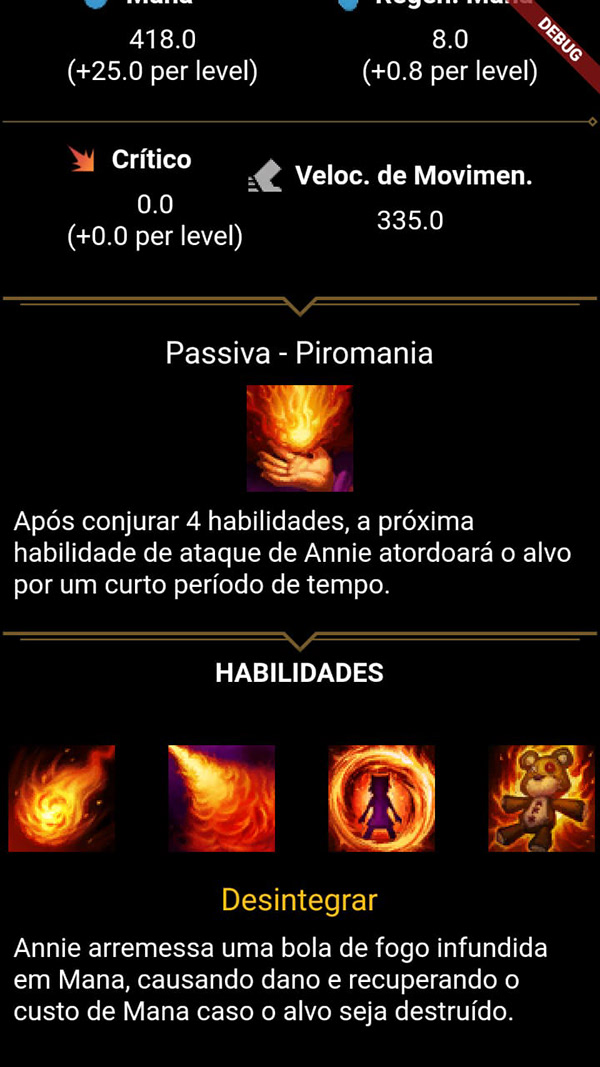 Mana
Regen. Mana
DEBUG
418.0
8.0
(+25.0 per level)
(+0.8 per level)
Crítico
Veloc. de Movimen.
0.0
335.0
(+0.0 per level)
Passiva - Piromania
Após conjurar 4 habilidades, a próxima
habilidade de ataque de Annie atordoará o alvo
por um curto período de tempo.
HABILIDADES
Desintegrar
Annie arremessa uma bola de fogo infundida
em Mana, causando dano e recuperando o
custo de Mana caso o alvo seja destruído.